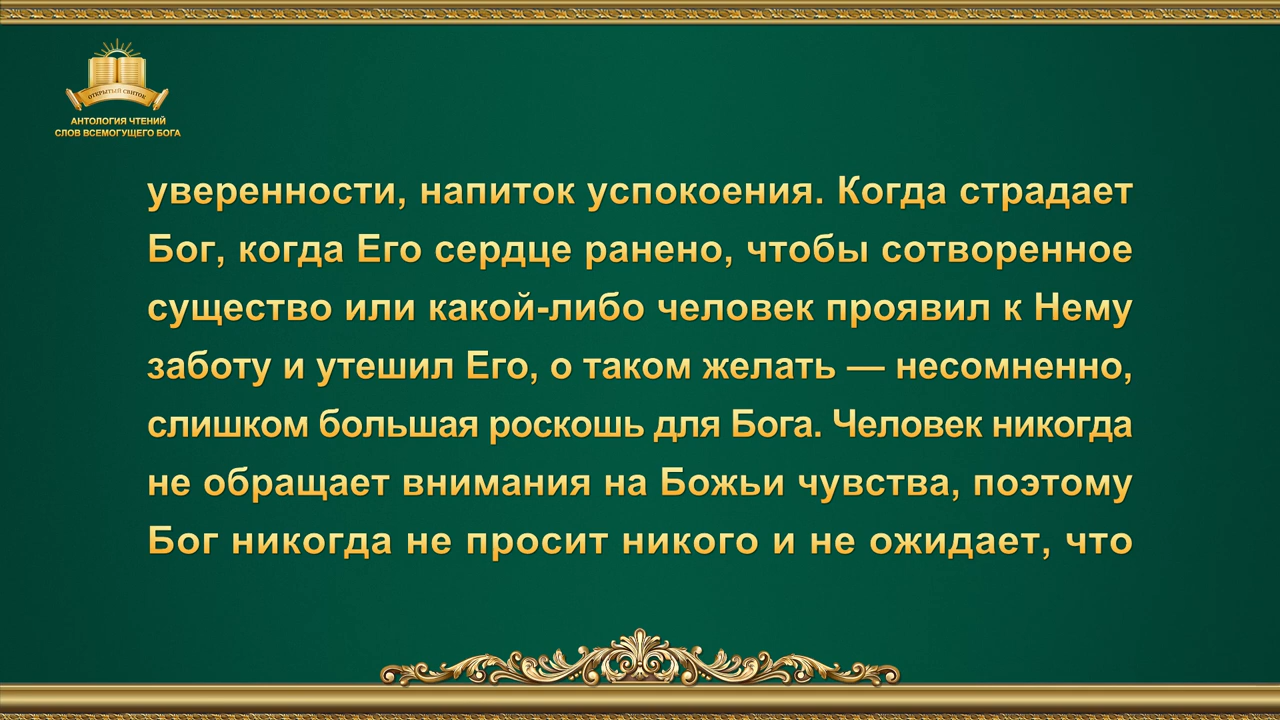 ОТКРЫТЫЙ СВИТОК
АНТОЛОГИЯ ЧТЕНИЙ
СЛОВ ВСЕМОГУЩЕГО БОГА
уверенности, напиток успокоения. Когда страдает
Бог, когда Его сердце ранено, чтобы сотворенное
существо или какой-либо человек проявил к Нему
заботу и утешил Его, о таком желать — несомненно,
слишком большая роскошь для Бога. Человек никогда
не обращает внимания на Божьи чувства, поэтому
Бог никогда не просит никого и не ожидает, что